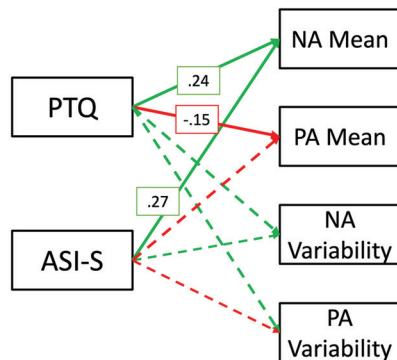 NA Mean
.24
PTQ
-.15
PA Mean
.27
NA
Variability
ASI-S
PA
Variability